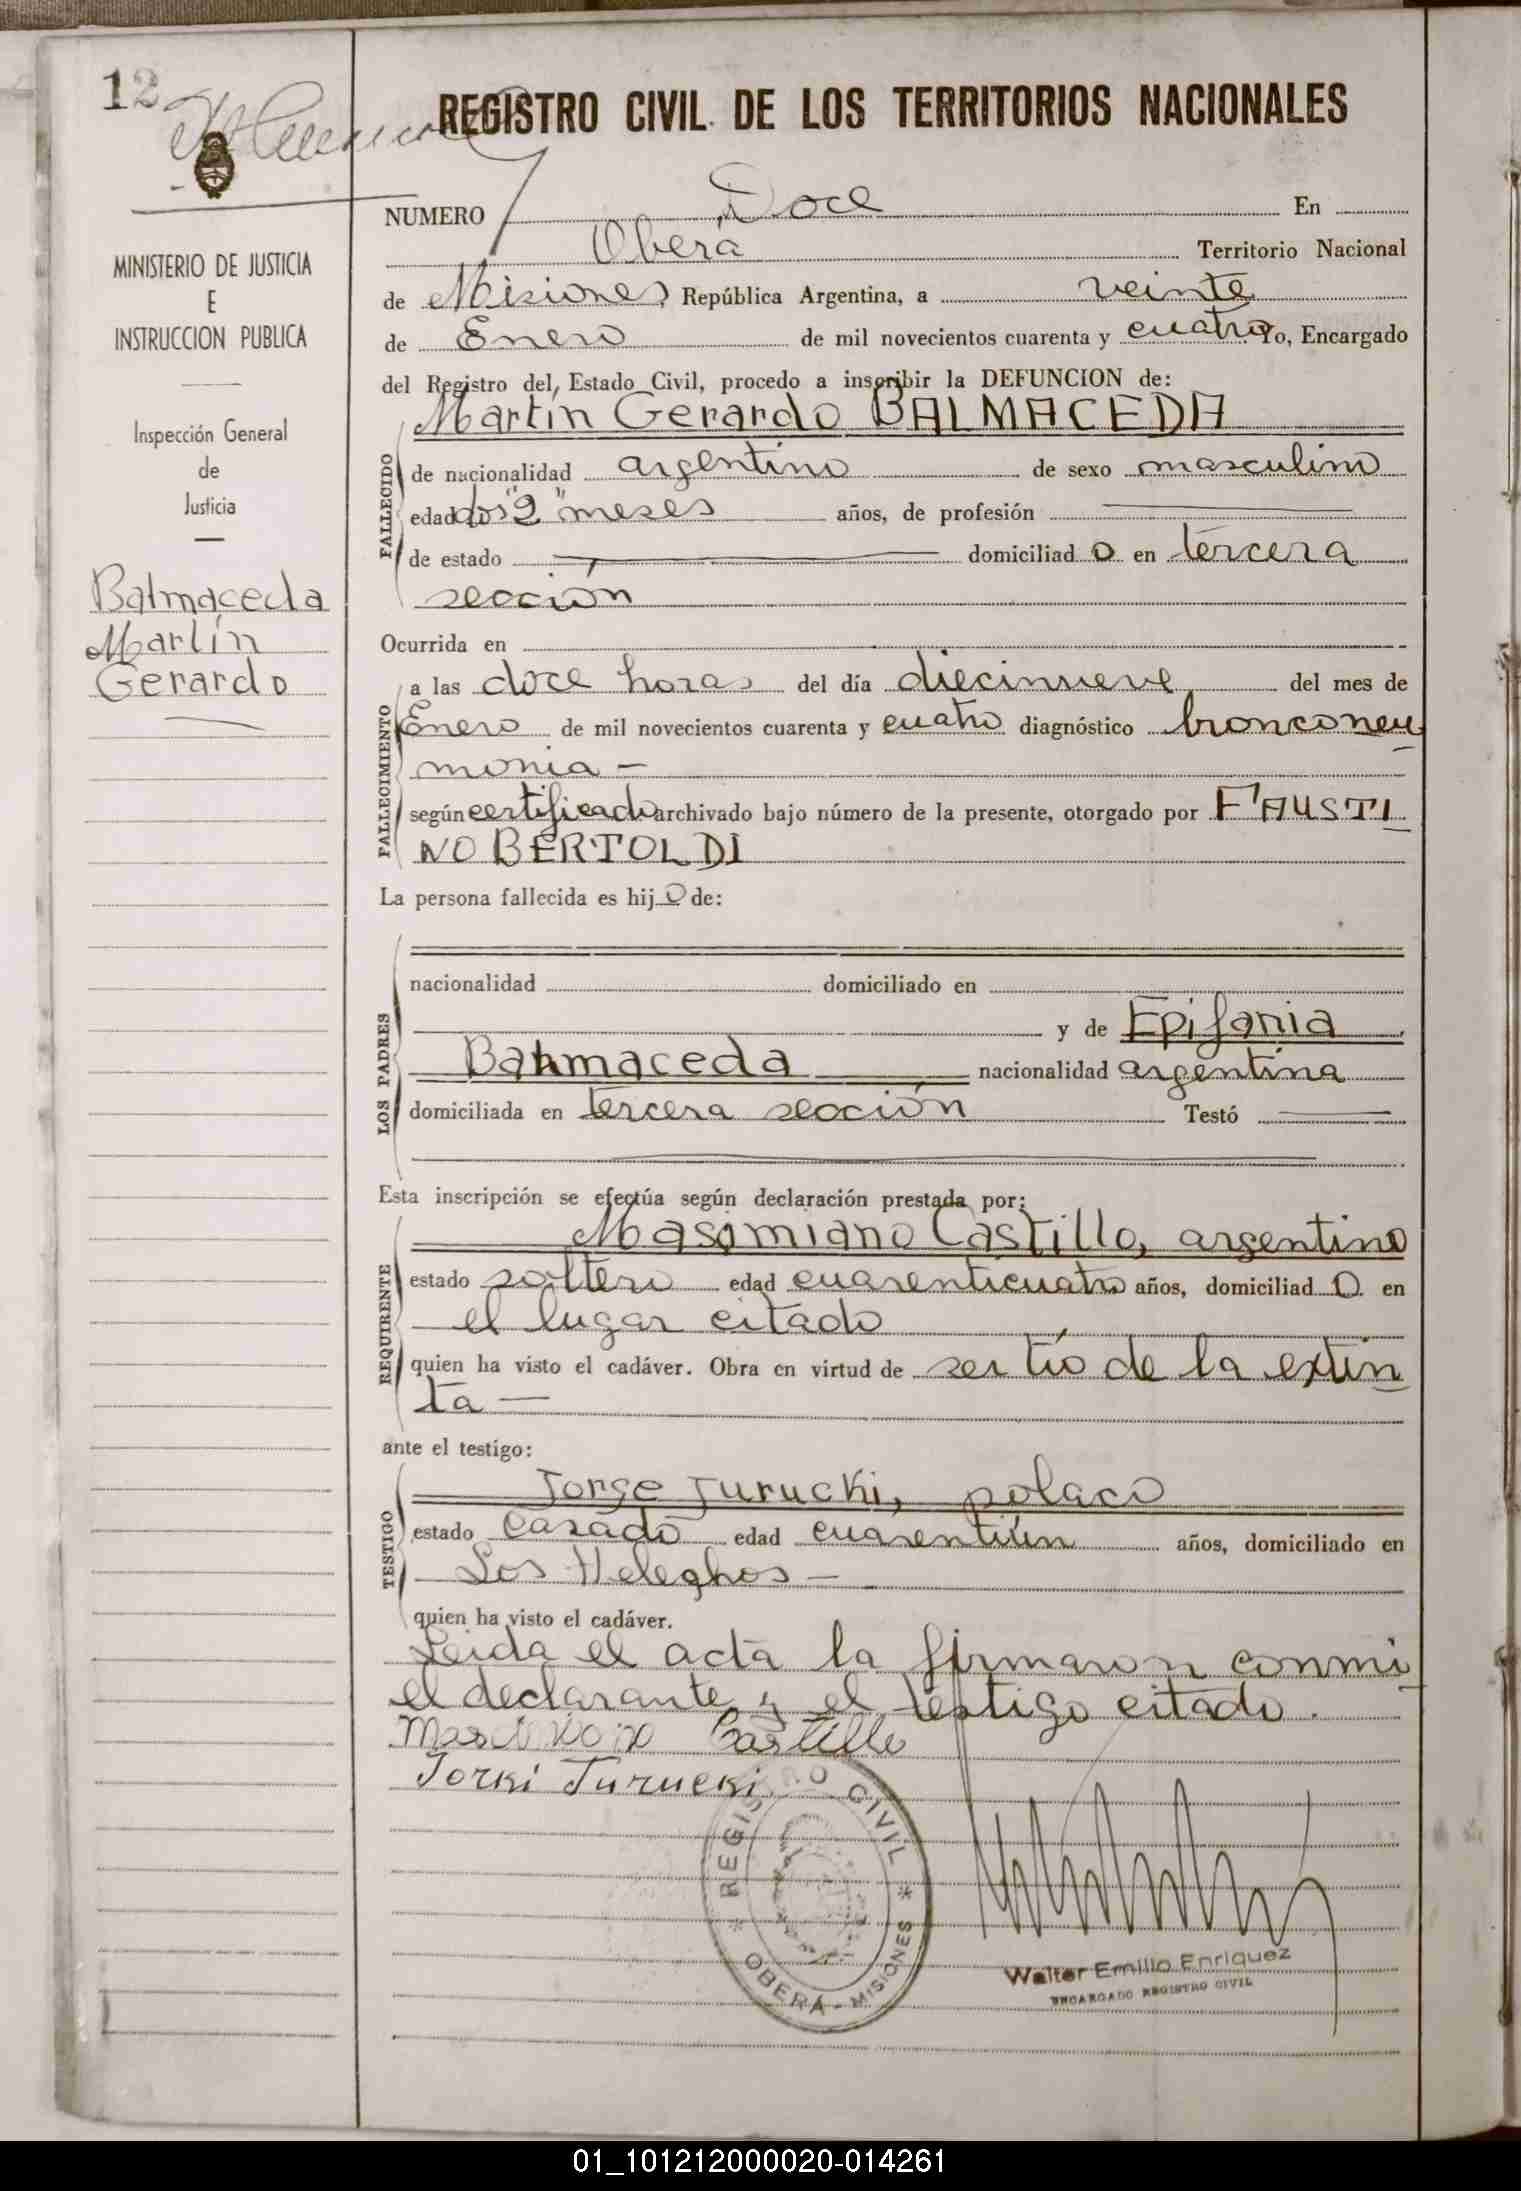 12
REGISTRO CIVIL DE LOS TERRITORIOS NACIONALES
MINISTERIO DE JUSTICIA
E
INSTRUCCION PUBLICA
Inspección General
de
Justicia
Balmaceda
Martín
Gerardo
NUMERO Doce En
Oberá Territorio Nacional
de Misiones República Argentina, a veinte
de Enero de mil novecientos cuarenta y cuatro Yo, Encargado
del Registro del Estado Civil, procedo a inscribir la DEFUNCION de:
Martín Gerardo BALMACEDA
FALLECIDO
de nacionalidad argentino de sexo masculino
edad dos "2" meses años, de profesión
de estado domiciliado en tercera
sección
Ocurrida en
FALLECIMIENTO
a las doce horas del día diecinueve del mes de
Enero de mil novecientos cuarenta y cuatro diagnóstico bronconeu
monia -
según certificado archivado bajo número de la presente, otorgado por FAUSTI
NO BERTOLDI
La persona fallecida es hijo de:
LOS PADRES
nacionalidad domiciliado en
y de Epifania
Balmaceda nacionalidad argentina
domiciliada en tercera sección Testó
Esta inscripción se efectúa según declaración prestada por:
REQUIRENTE
Masimiano Castillo, argentino
estado soltero edad cuarenticuatro años, domiciliado en
el lugar citado
quien ha visto el cadáver. Obra en virtud de ser tío de la extin
ta -
ante el testigo:
TESTIGO
Jorge Turucki, polaco
estado casado edad cuarentiún años, domiciliado en
Los Heleghos -
quien ha visto el cadáver.
Leida el acta la firmaron conmi
el declarante y el testigo citado.
Castillo
Jorki Turucki
REGISTRO CIVIL
OBERÁ - MISIONES
Walter Emilio Enriquez
ENCARGADO REGISTRO CIVIL
01_101212000020-014261